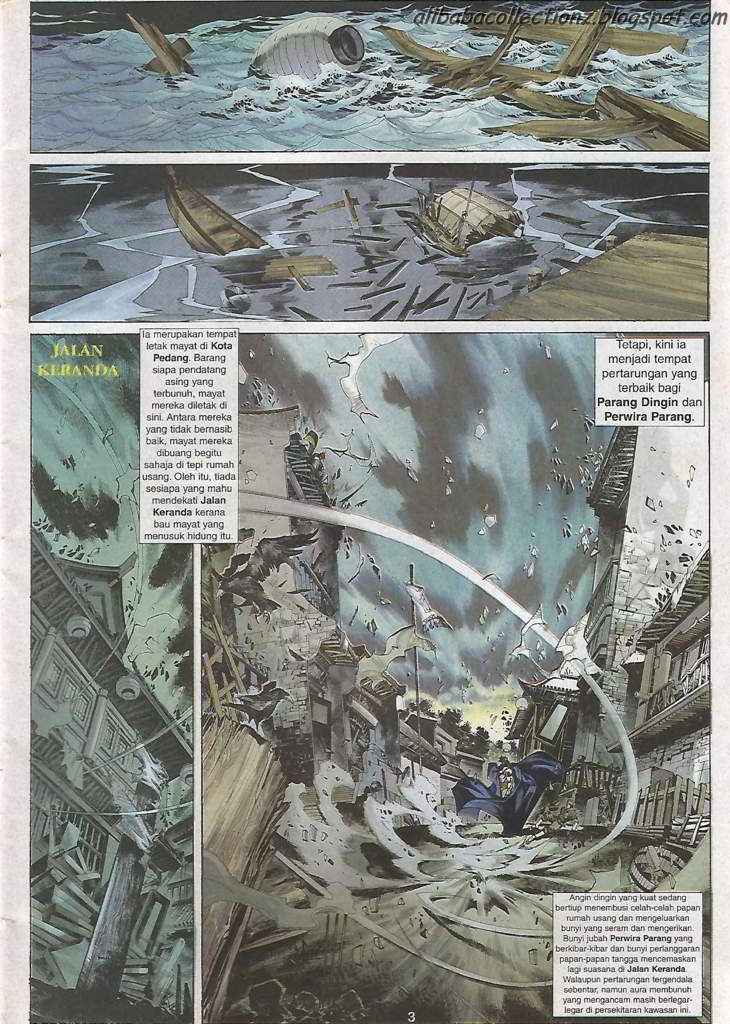 alibabacollectionz.blogspot.com
JALAN
KERANDA
Ia merupakan tempat
letak mayat di Kota
Pedang. Barang
siapa pendatang
asing yang
terbunuh, mayat
mereka diletak di
sini. Antara mereka
yang tidak bernasib
baik, mayat mereka
dibuang begitu
sahaja di tepi rumah
usang. Oleh itu, tiada
sesiapa yang mahu
mendekati Jalan
Keranda kerana
bau mayat yang
menusuk hidung itu.
Tetapi, kini ia
menjadi tempat
pertarungan yang
terbaik bagi
Parang Dingin dan
Perwira Parang.
Angin dingin yang kuat sedang
bertiup menembusi celah-celah papan
rumah usang dan mengeluarkan
bunyi yang seram dan mengerikan.
Bunyi jubah Perwira Parang yang
berkibar-kibar dan bunyi perlanggaran
papan-papan tangga mencemaskan
lagi suasana di Jalan Keranda.
Walaupun pertarungan tergendala
sebentar, namun aura membunuh
yang mengancam masih berlegar-
legar di persekitaran kawasan ini.
3